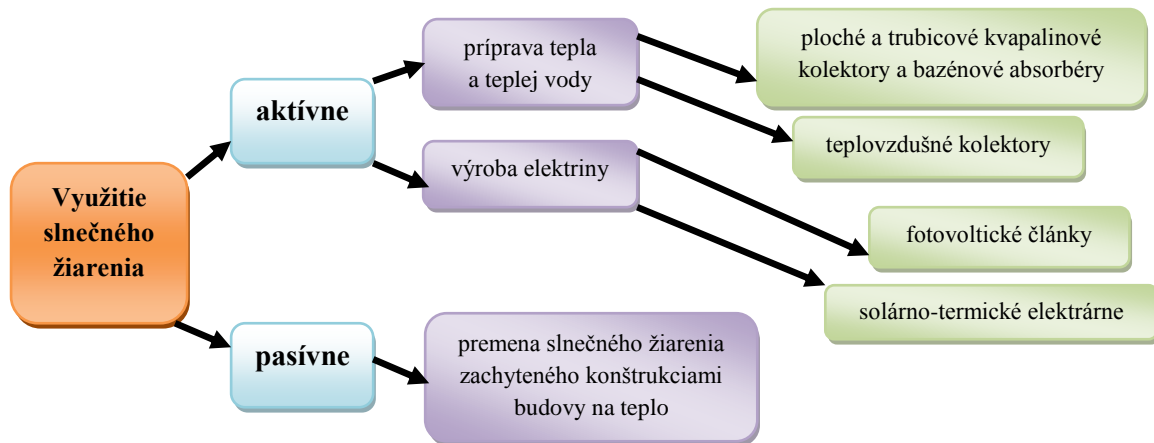 Využitie
slnečného
žiarenia
aktívne
príprava tepla
a teplej vody
ploché a trubicové kvapalinové
kolektory a bazénové absorbéry
teplovzdušné kolektory
výroba elektriny
fotovoltické články
solárno-termické elektrárne
pasívne
premena slnečného žiarenia
zachyteného konštrukciami
budovy na teplo